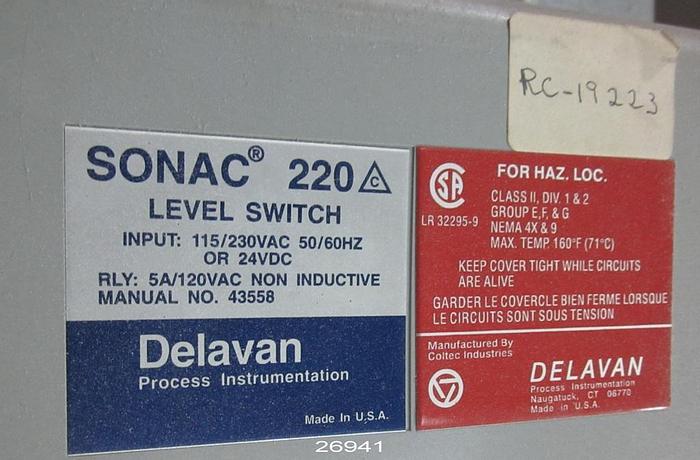 RC-19223
SONAC® 220 C
LEVEL SWITCH
INPUT: 115/230VAC 50/60HZ
OR 24VDC
RLY: 5A/120VAC NON INDUCTIVE
MANUAL NO. 43558
Delavan
Process Instrumentation
Made In U.S.A.
SA
LR 32295-9
FOR HAZ. LOC.
CLASS II, DIV. 1 & 2
GROUP E, F, & G
NEMA 4X & 9
MAX. TEMP. 160°F (71°C)
KEEP COVER TIGHT WHILE CIRCUITS
ARE ALIVE
GARDER LE COVERCLE BIEN FERME LORSQUE
LE CIRCUITS SONT SOUS TENSION
Manufactured By
Coltec Industries
DELAVAN
Process Instrumentation
Naugatuck, CT 06770
Made in U.S.A.
26941